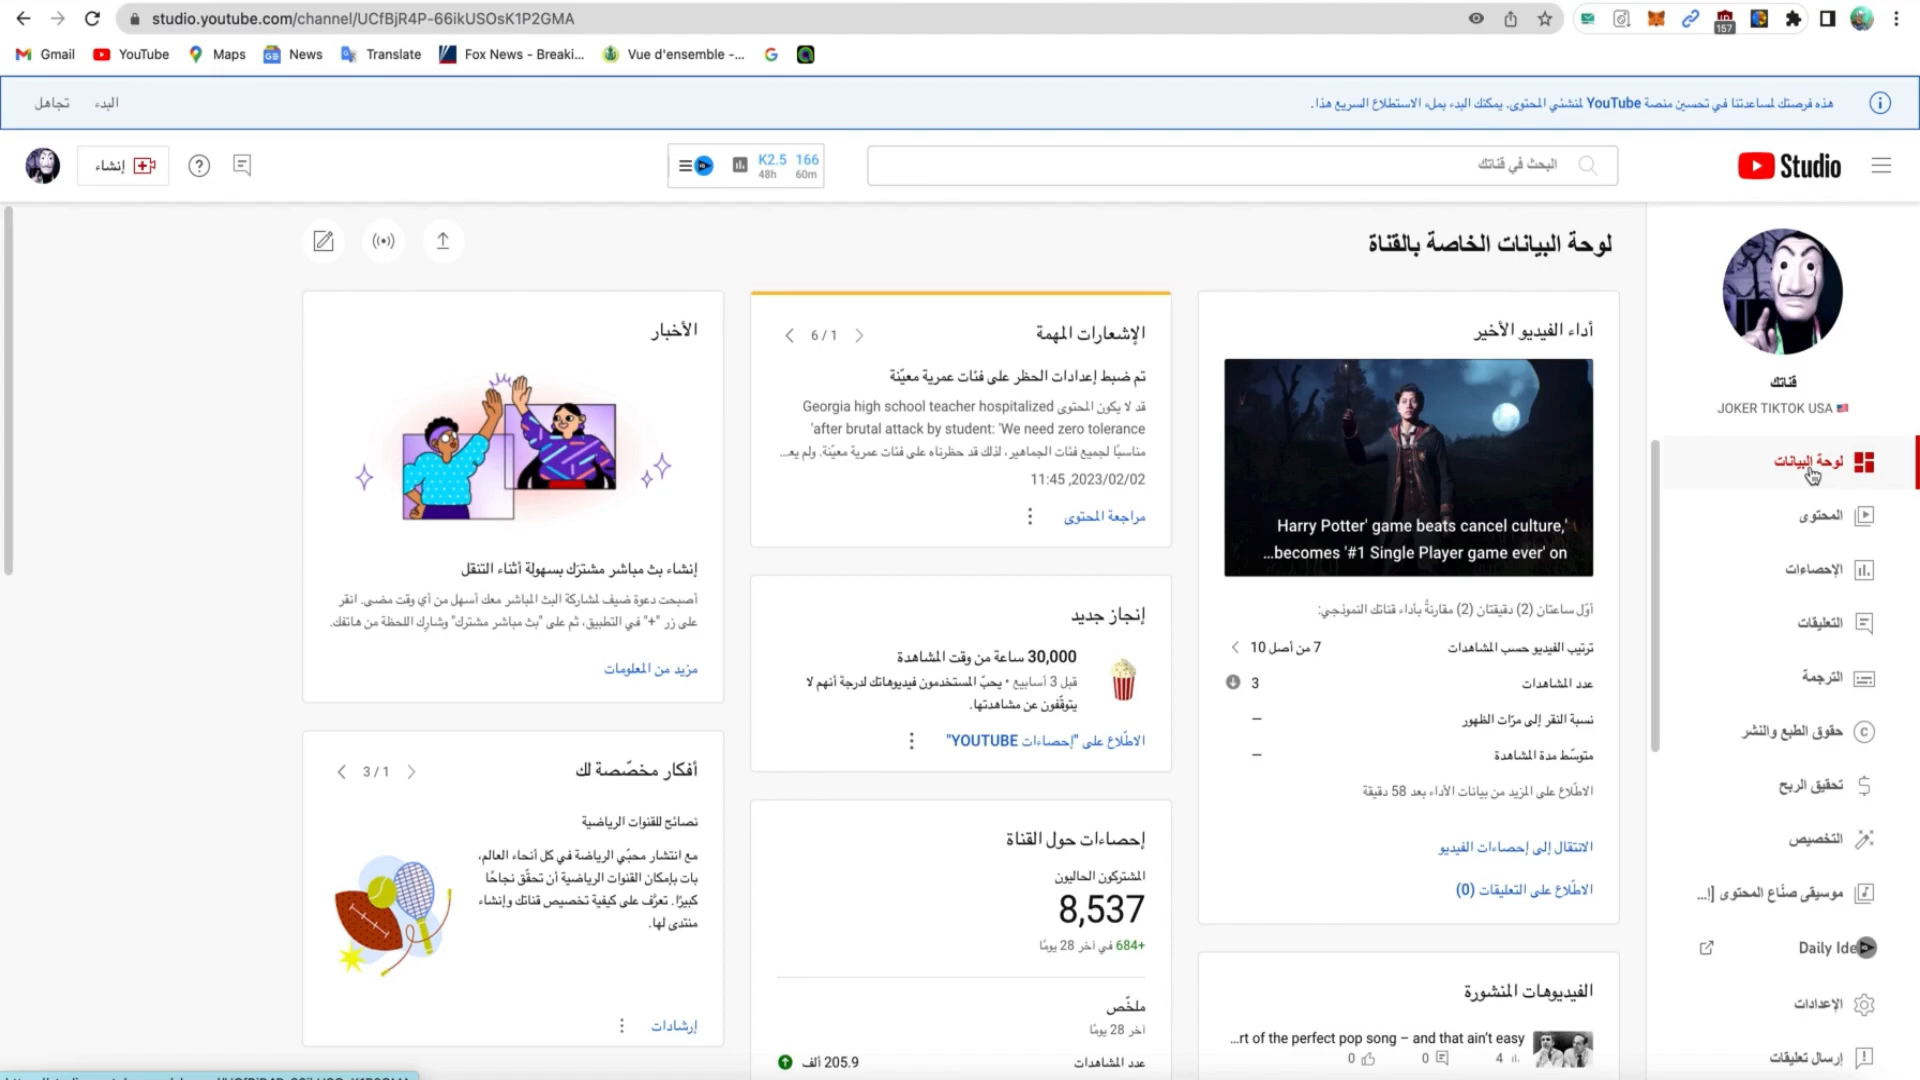 studio.youtube.com/channel/UCfBjR4P-66ikUSOsK1P2GMA
157
Gmail
YouTube
Maps
News
Translate
Fox News - Breaki...
Vue d'ensemble -...
هذه فرصتك لمساعدتنا في تحسين منصة YouTube لمنشئي المحتوى. يمكنك البدء بملء الاستطلاع السريع هذا.
البدء
تجاهل
Studio
البحث في قناتك
K2.5 166
48h 60m
إنشاء
لوحة البيانات الخاصة بالقناة
قناتك
JOKER TIKTOK USA
لوحة البيانات
المحتوى
الإحصاءات
التعليقات
الترجمة
حقوق الطبع والنشر
تحقيق الربح
التخصيص
موسيقى صنّاع المحتوى [إ...
Daily Ide
الإعدادات
إرسال تعليقات
أداء الفيديو الأخير
Harry Potter' game beats cancel culture,'
...becomes '#1 Single Player game ever' on
أوّل ساعتان (2) دقيقتان (2) مقارنةً بأداء قناتك النموذجي:
ترتيب الفيديو حسب المشاهدات
7 من أصل 10
عدد المشاهدات
3
نسبة النقر إلى مرّات الظهور
–
متوسّط مدة المشاهدة
–
الاطّلاع على المزيد من بيانات الأداء بعد 58 دقيقة
الانتقال إلى إحصاءات الفيديو
الاطّلاع على التعليقات (0)
الفيديوهات المنشورة
...rt of the perfect pop song – and that ain't easy
4
0
0
الإشعارات المهمة
6 / 1
تم ضبط إعدادات الحظر على فئات عمرية معيّنة
قد لا يكون المحتوى Georgia high school teacher hospitalized
after brutal attack by student: 'We need zero tolerance'
مناسبًا لجميع فئات الجماهير، لذلك قد حظرناه على فئات عمرية معيّنة. ولم يعد...
11:45 ,2023/02/02
مراجعة المحتوى
إنجاز جديد
30,000 ساعة من وقت المشاهدة
قبل 3 أسابيع • يحبّ المستخدمون فيديوهاتك لدرجة أنهم لا
يتوقّفون عن مشاهدتها.
الاطّلاع على "إحصاءات YOUTUBE"
إحصاءات حول القناة
المشتركون الحاليون
8,537
+684 في آخر 28 يومًا
ملخّص
آخر 28 يومًا
عدد المشاهدات
205.9 ألف
الأخبار
إنشاء بث مباشر مشترَك بسهولة أثناء التنقل
أصبحت دعوة ضيف لمشاركة البث المباشر معك أسهل من أي وقت مضى. انقر
على زر "+" في التطبيق، ثم على "بث مباشر مشترك" وشارِك اللحظة من هاتفك.
مزيد من المعلومات
أفكار مخصّصة لك
3 / 1
نصائح للقنوات الرياضية
مع انتشار محبّي الرياضة في كل أنحاء العالم،
بات بإمكان القنوات الرياضية أن تحقّق نجاحًا
كبيرًا. تعرَّف على كيفية تخصيص قناتك وإنشاء
منتدى لها.
إرشادات